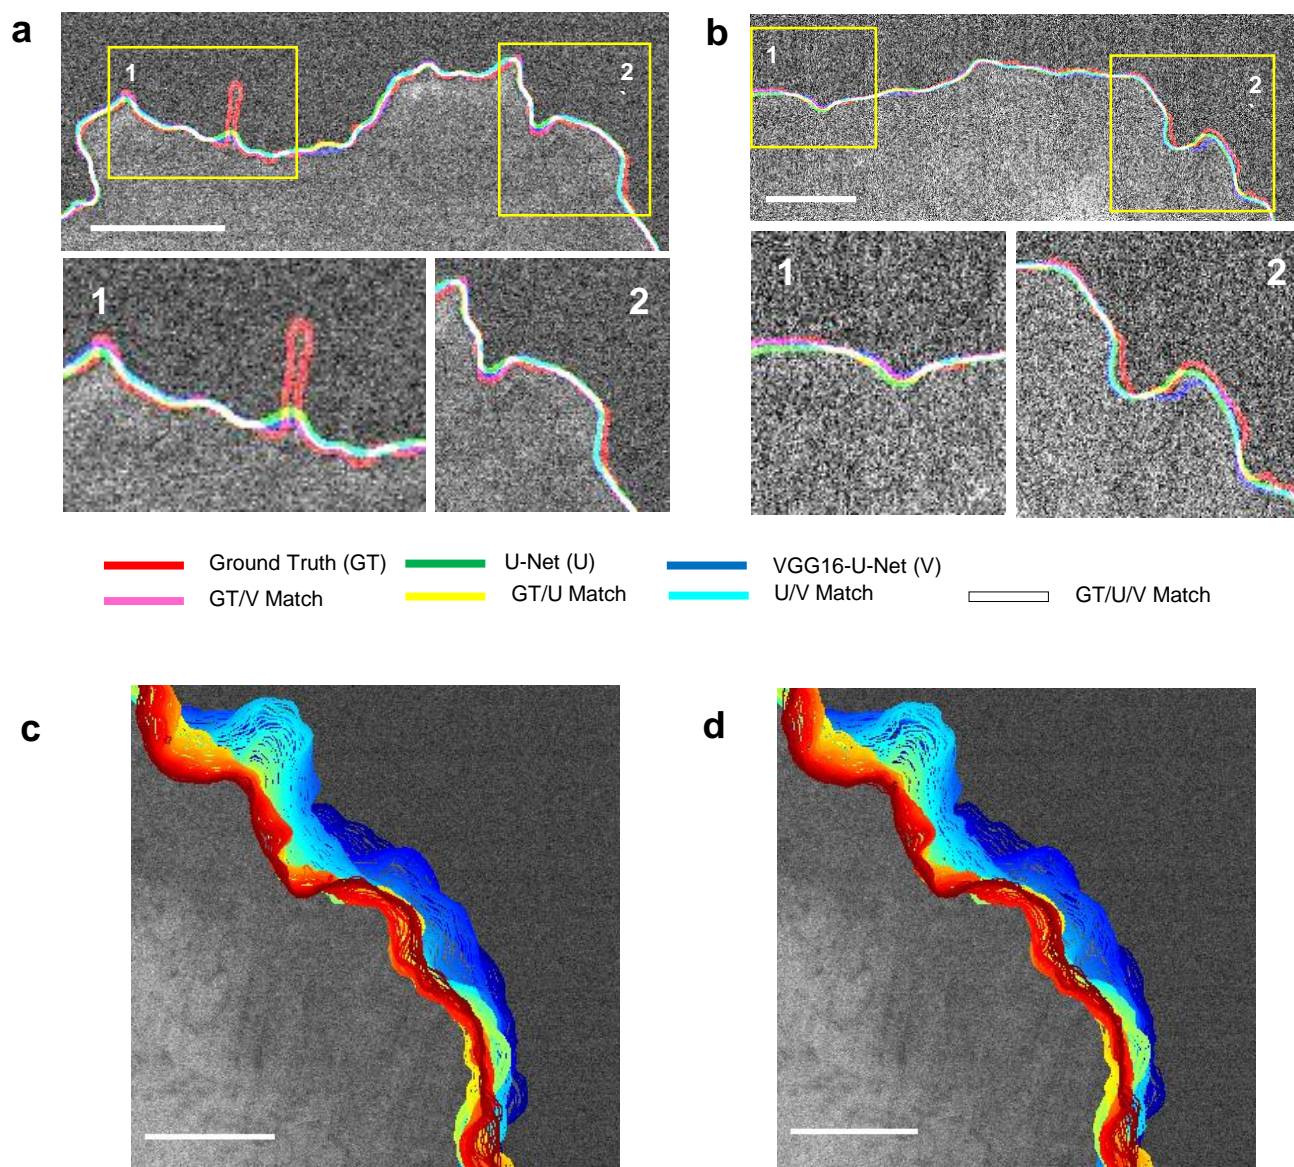 a
b
1
2
1
2
1
2
1
2
Ground Truth (GT)
U-Net (U)
VGG16-U-Net (V)
GT/V Match
GT/U Match
U/V Match
GT/U/V Match
c
d